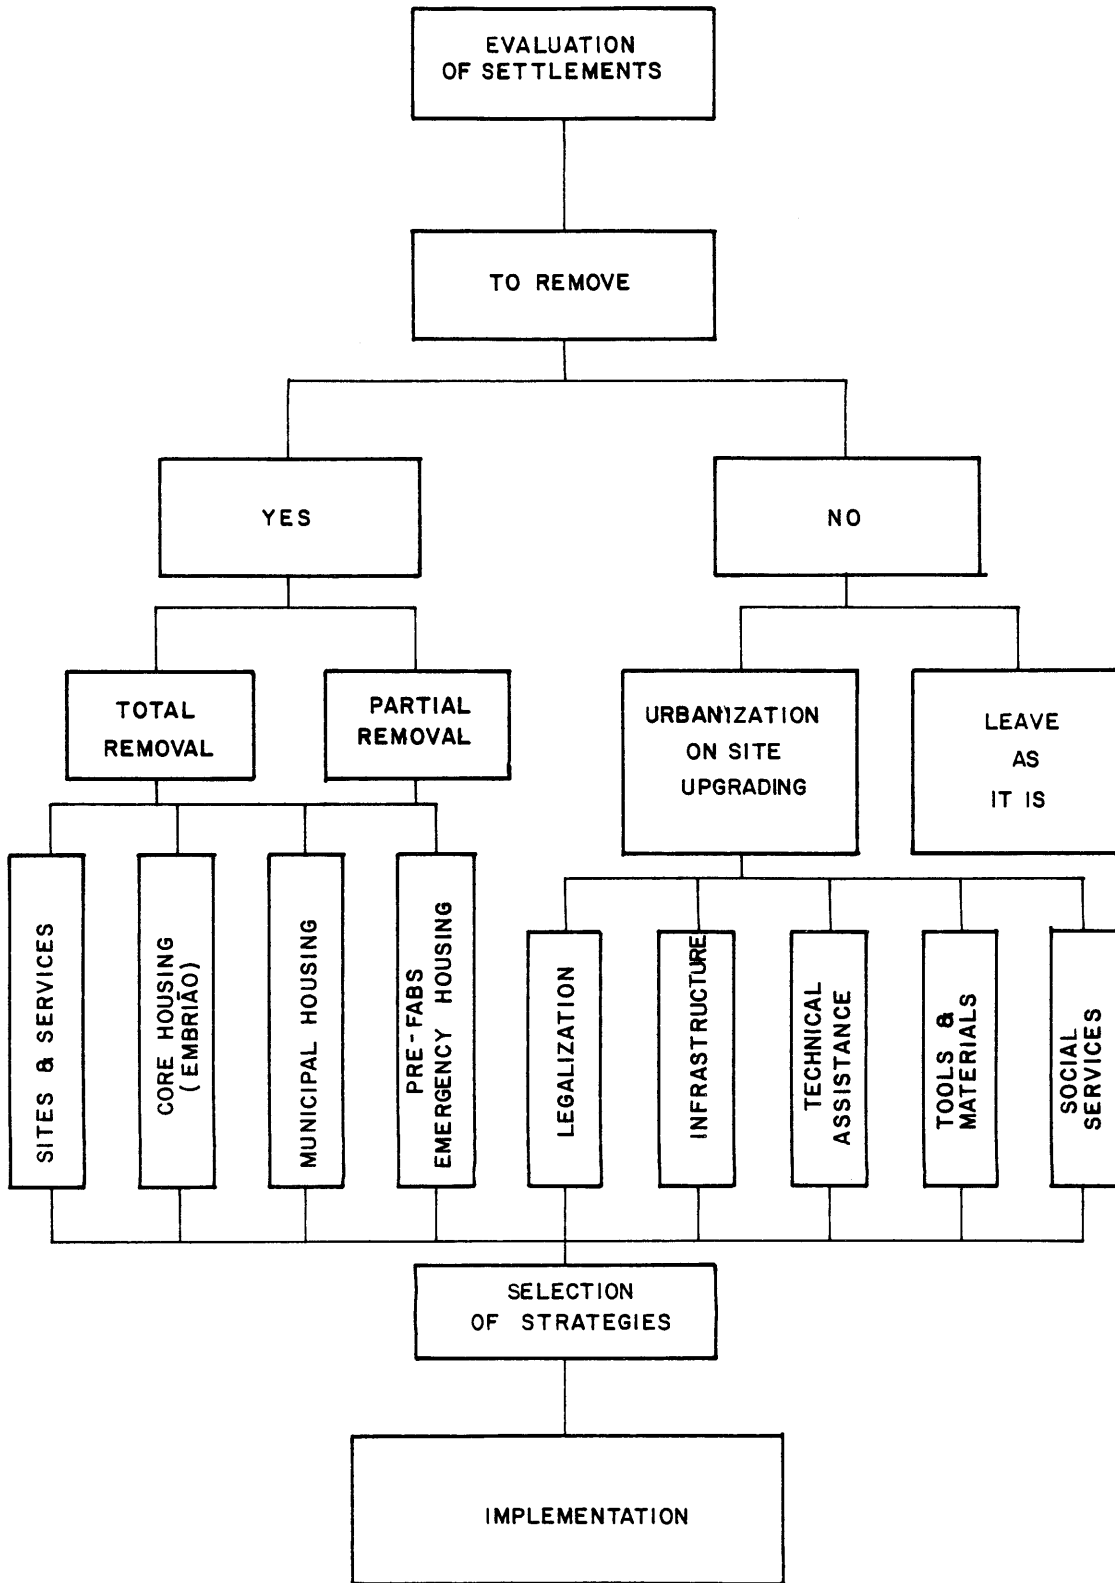 EVALUATION
OF SETTLEMENTS
TO REMOVE
YES
NO
TOTAL
REMOVAL
PARTIAL
REMOVAL
URBANIZATION
ON SITE
UPGRADING
LEAVE
AS
IT IS
SITES & SERVICES
CORE HOUSING
(EMBRIÃO)
MUNICIPAL HOUSING
PRE-FABS
EMERGENCY HOUSING
LEGALIZATION
INFRASTRUCTURE
TECHNICAL
ASSISTANCE
TOOLS &
MATERIALS
SOCIAL
SERVICES
SELECTION
OF STRATEGIES
IMPLEMENTATION